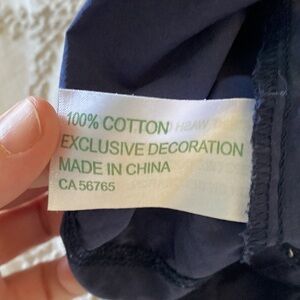 100% COTTON
EXCLUSIVE DECORATION
MADE IN CHINA
CA 56765